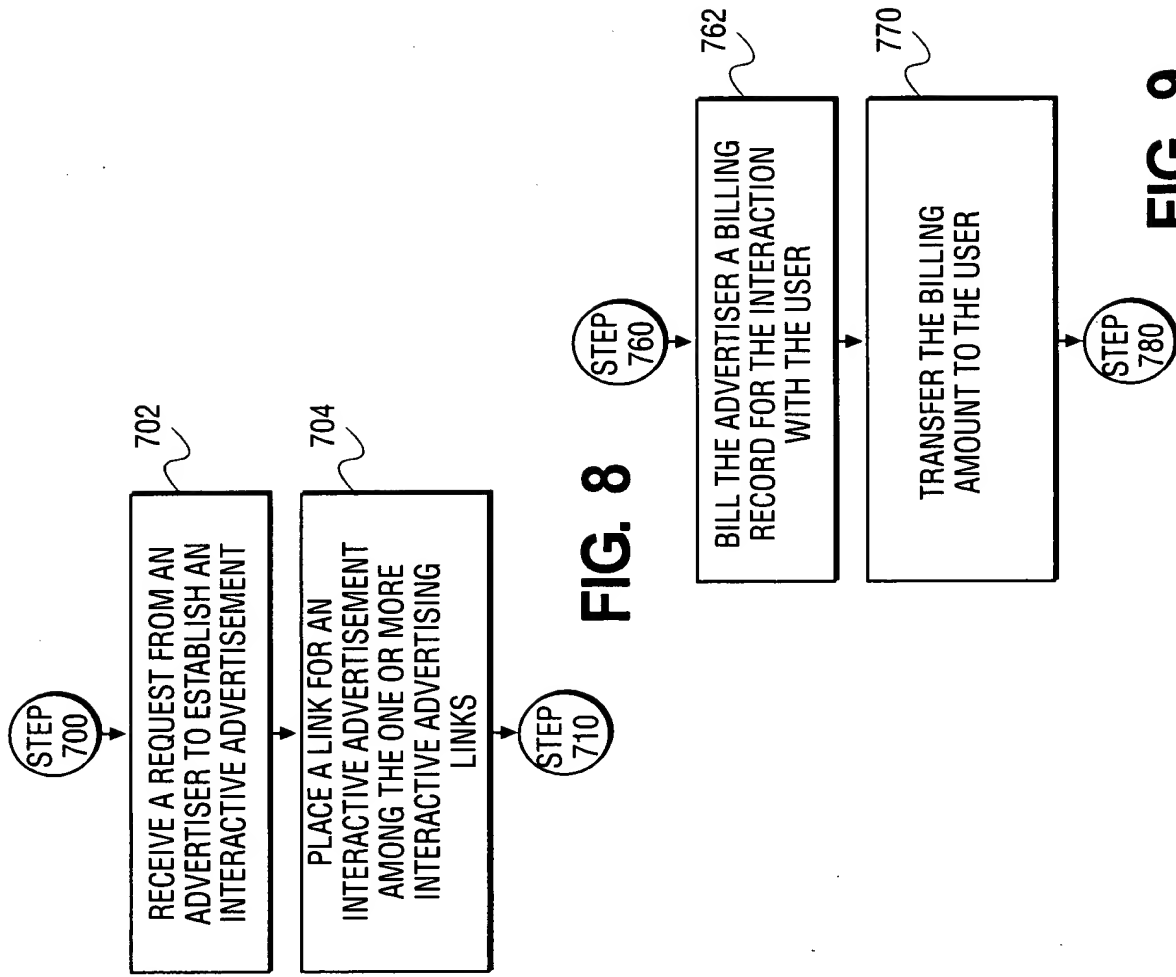 STEP
700
702
RECEIVE A REQUEST FROM AN
ADVERTISER TO ESTABLISH AN
INTERACTIVE ADVERTISEMENT
704
PLACE A LINK FOR AN
INTERACTIVE ADVERTISEMENT
AMONG THE ONE OR MORE
INTERACTIVE ADVERTISING
LINKS
STEP
710
FIG. 8
STEP
760
762
BILL THE ADVERTISER A BILLING
RECORD FOR THE INTERACTION
WITH THE USER
770
TRANSFER THE BILLING
AMOUNT TO THE USER
STEP
780
FIG. 9